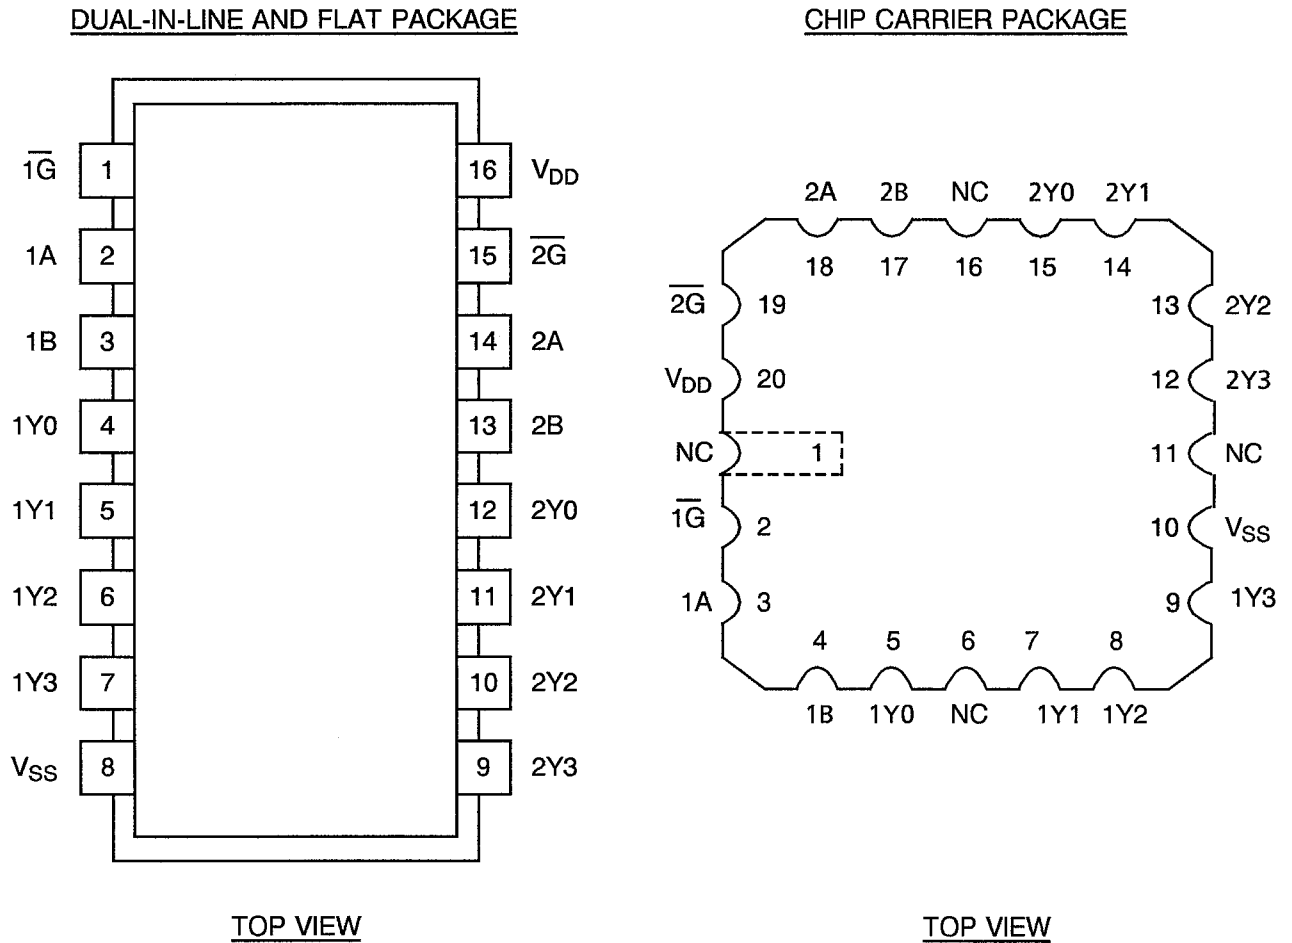 DUAL-IN-LINE AND FLAT PACKAGE
1G̅ 1 16 VDD
1A 2 15 2̅G̅
1B 3 14 2A
1Y0 4 13 2B
1Y1 5 12 2Y0
1Y2 6 11 2Y1
1Y3 7 10 2Y2
VSS 8 9 2Y3
TOP VIEW
CHIP CARRIER PACKAGE
2A 2B NC 2Y0 2Y1
18 17 16 15 14
2̅G̅ 19 13 2Y2
VDD 20 12 2Y3
NC 1 11 NC
1G̅ 2 10 VSS
1A 3 9 1Y3
4 5 6 7 8
1B 1Y0 NC 1Y1 1Y2
TOP VIEW